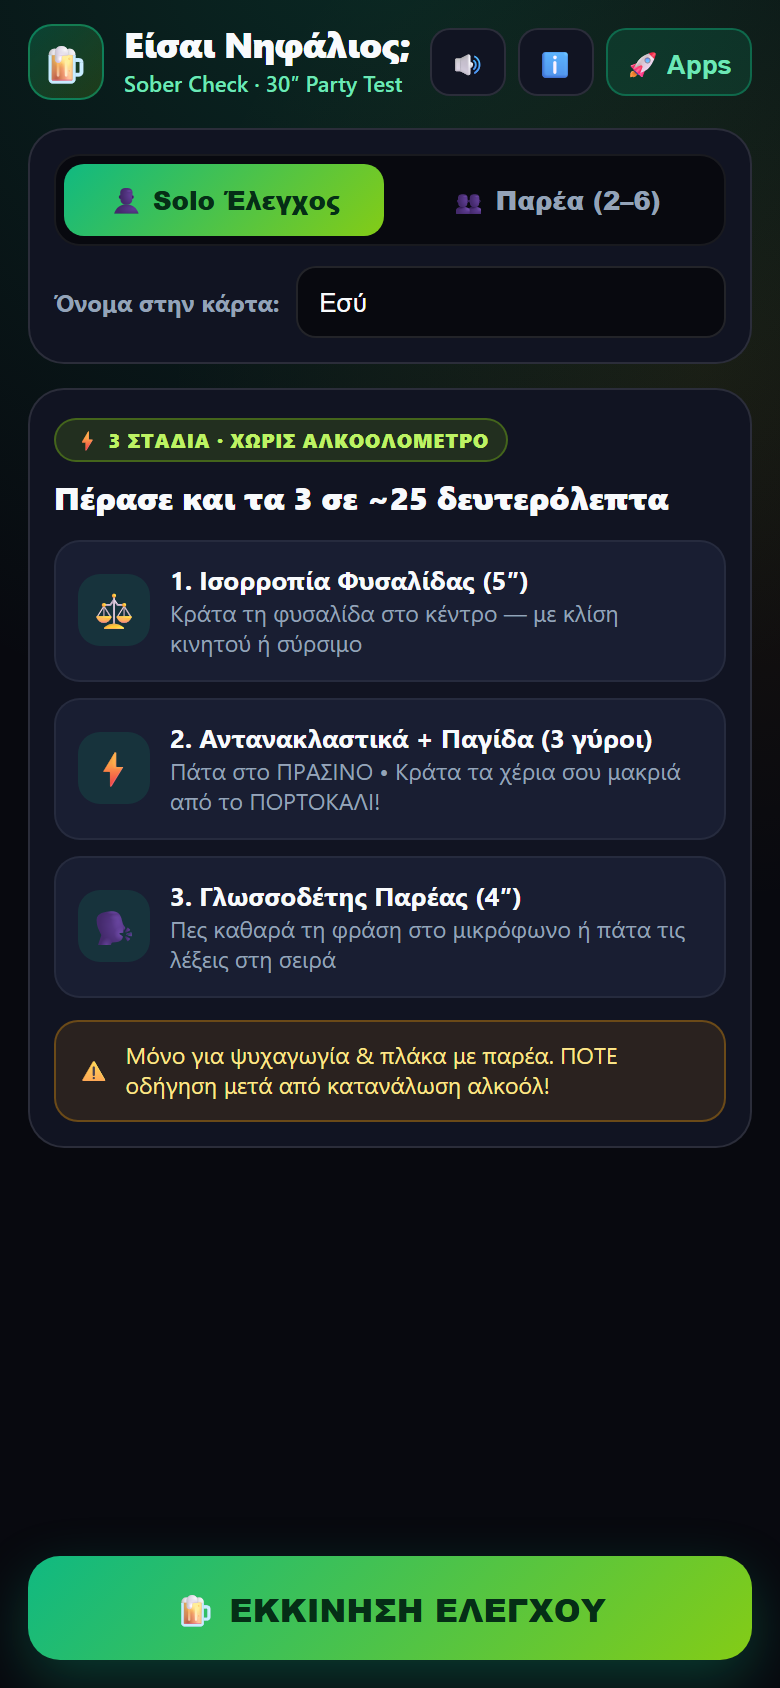 Είσαι Νηφάλιος;
Sober Check · 30″ Party Test
Apps
Solo Έλεγχος
Παρέα (2–6)
Όνομα στην κάρτα:
Εσύ
3 ΣΤΑΔΙΑ · ΧΩΡΙΣ ΑΛΚΟΟΛΟΜΕΤΡΟ
Πέρασε και τα 3 σε ~25 δευτερόλεπτα
1. Ισορροπία Φυσαλίδας (5″)
Κράτα τη φυσαλίδα στο κέντρο — με κλίση
κινητού ή σύρσιμο
2. Αντανακλαστικά + Παγίδα (3 γύροι)
Πάτα στο ΠΡΑΣΙΝΟ • Κράτα τα χέρια σου μακριά
από το ΠΟΡΤΟΚΑΛΙ!
3. Γλωσσοδέτης Παρέας (4″)
Πες καθαρά τη φράση στο μικρόφωνο ή πάτα τις
λέξεις στη σειρά
Μόνο για ψυχαγωγία & πλάκα με παρέα. ΠΟΤΕ
οδήγηση μετά από κατανάλωση αλκοόλ!
ΕΚΚΙΝΗΣΗ ΕΛΕΓΧΟΥ